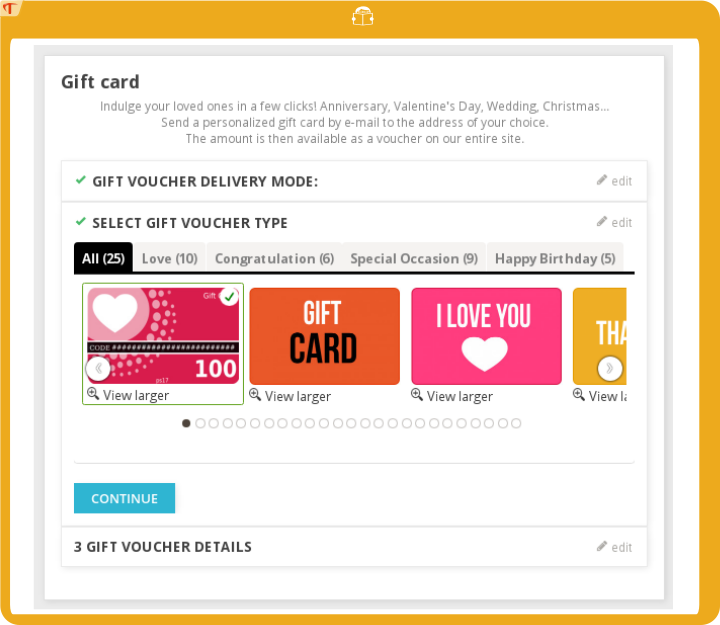 T
Gift card
Indulge your loved ones in a few clicks! Anniversary, Valentine's Day, Wedding, Christmas...
Send a personalized gift card by e-mail to the address of your choice.
The amount is then available as a voucher on our entire site.
GIFT VOUCHER DELIVERY MODE:
edit
SELECT GIFT VOUCHER TYPE
edit
All (25) Love (10) Congratulation (6) Special Occasion (9) Happy Birthday (5)
Gift
CODE ########################
100
ps17
View larger
GIFT
CARD
View larger
I LOVE YOU
View larger
THA
View la
CONTINUE
3 GIFT VOUCHER DETAILS
edit